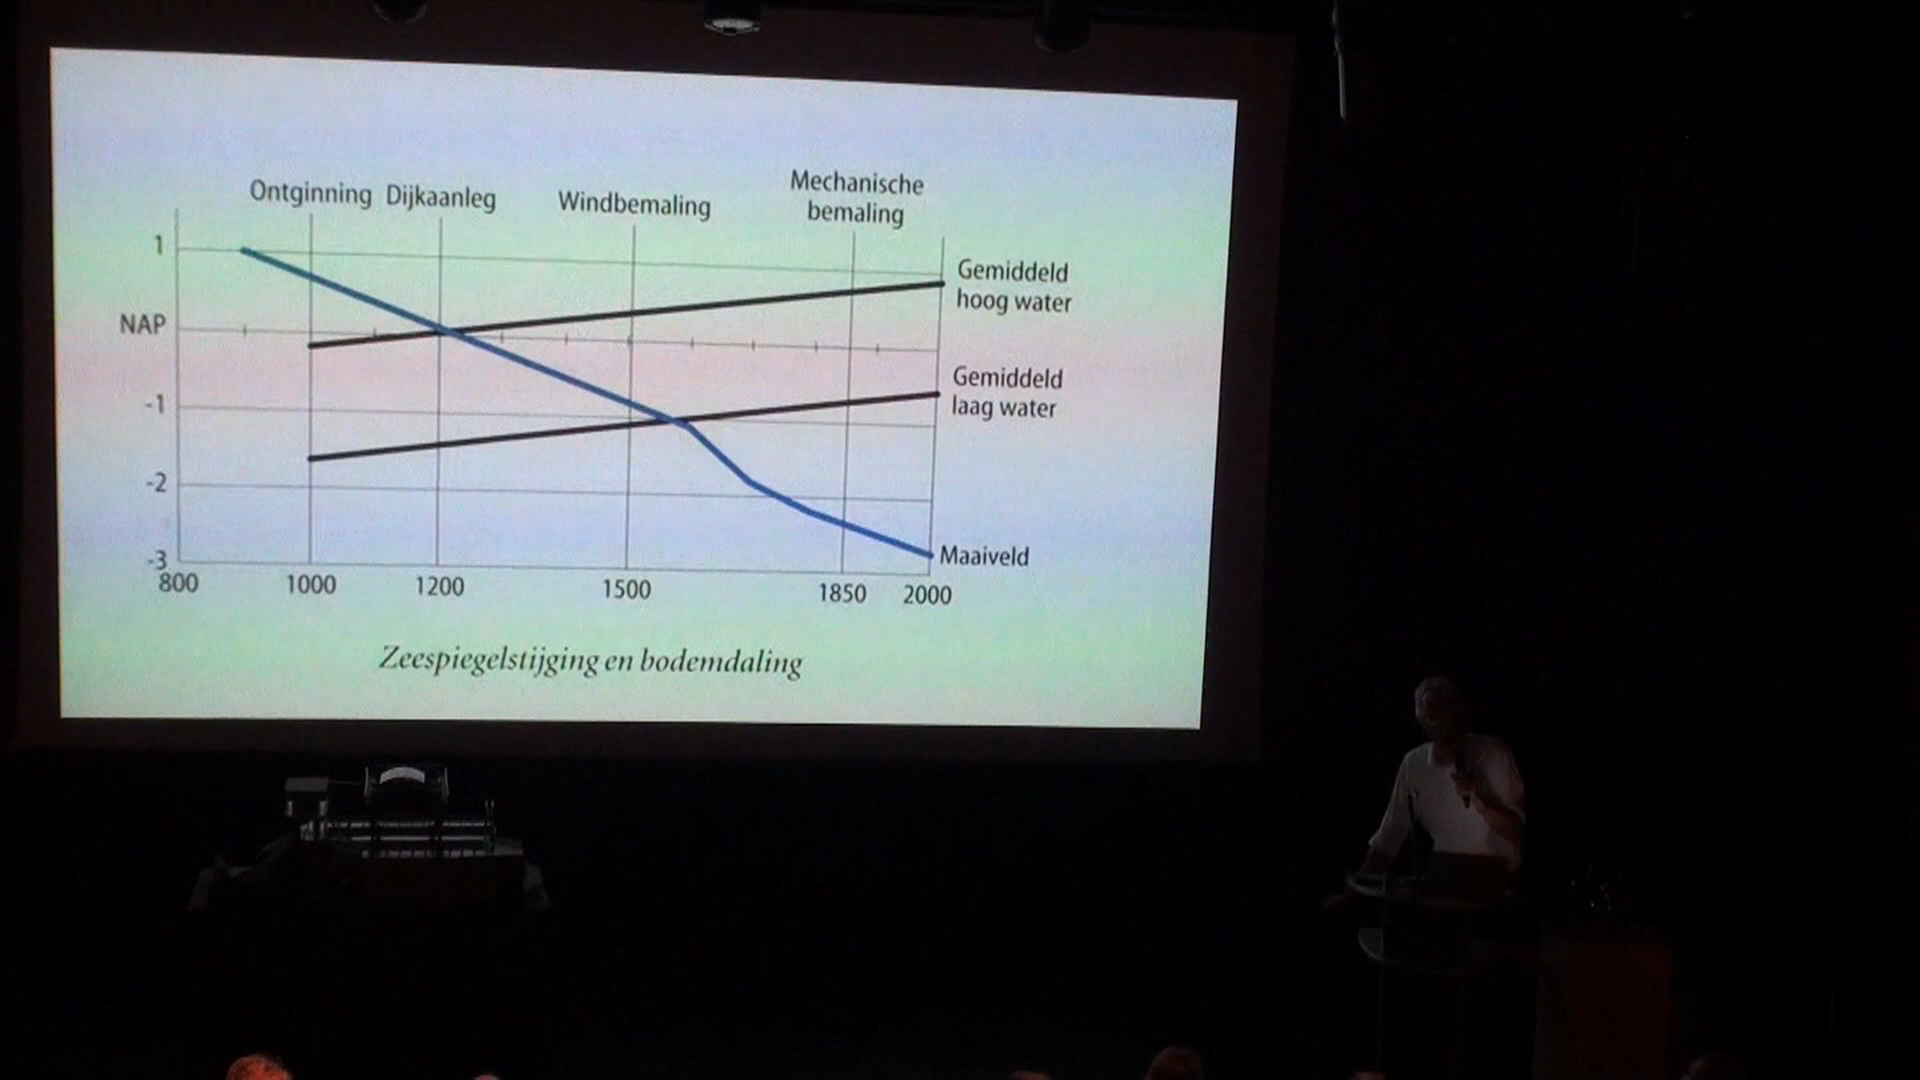 Ontginning Dijkaanleg Windbemaling Mechanische
bemaling
1
NAP
-1
-2
-3
Gemiddeld
hoog water
Gemiddeld
laag water
Maaiveld
800 1000 1200 1500 1850 2000
Zeespiegelstijging en bodemdaling